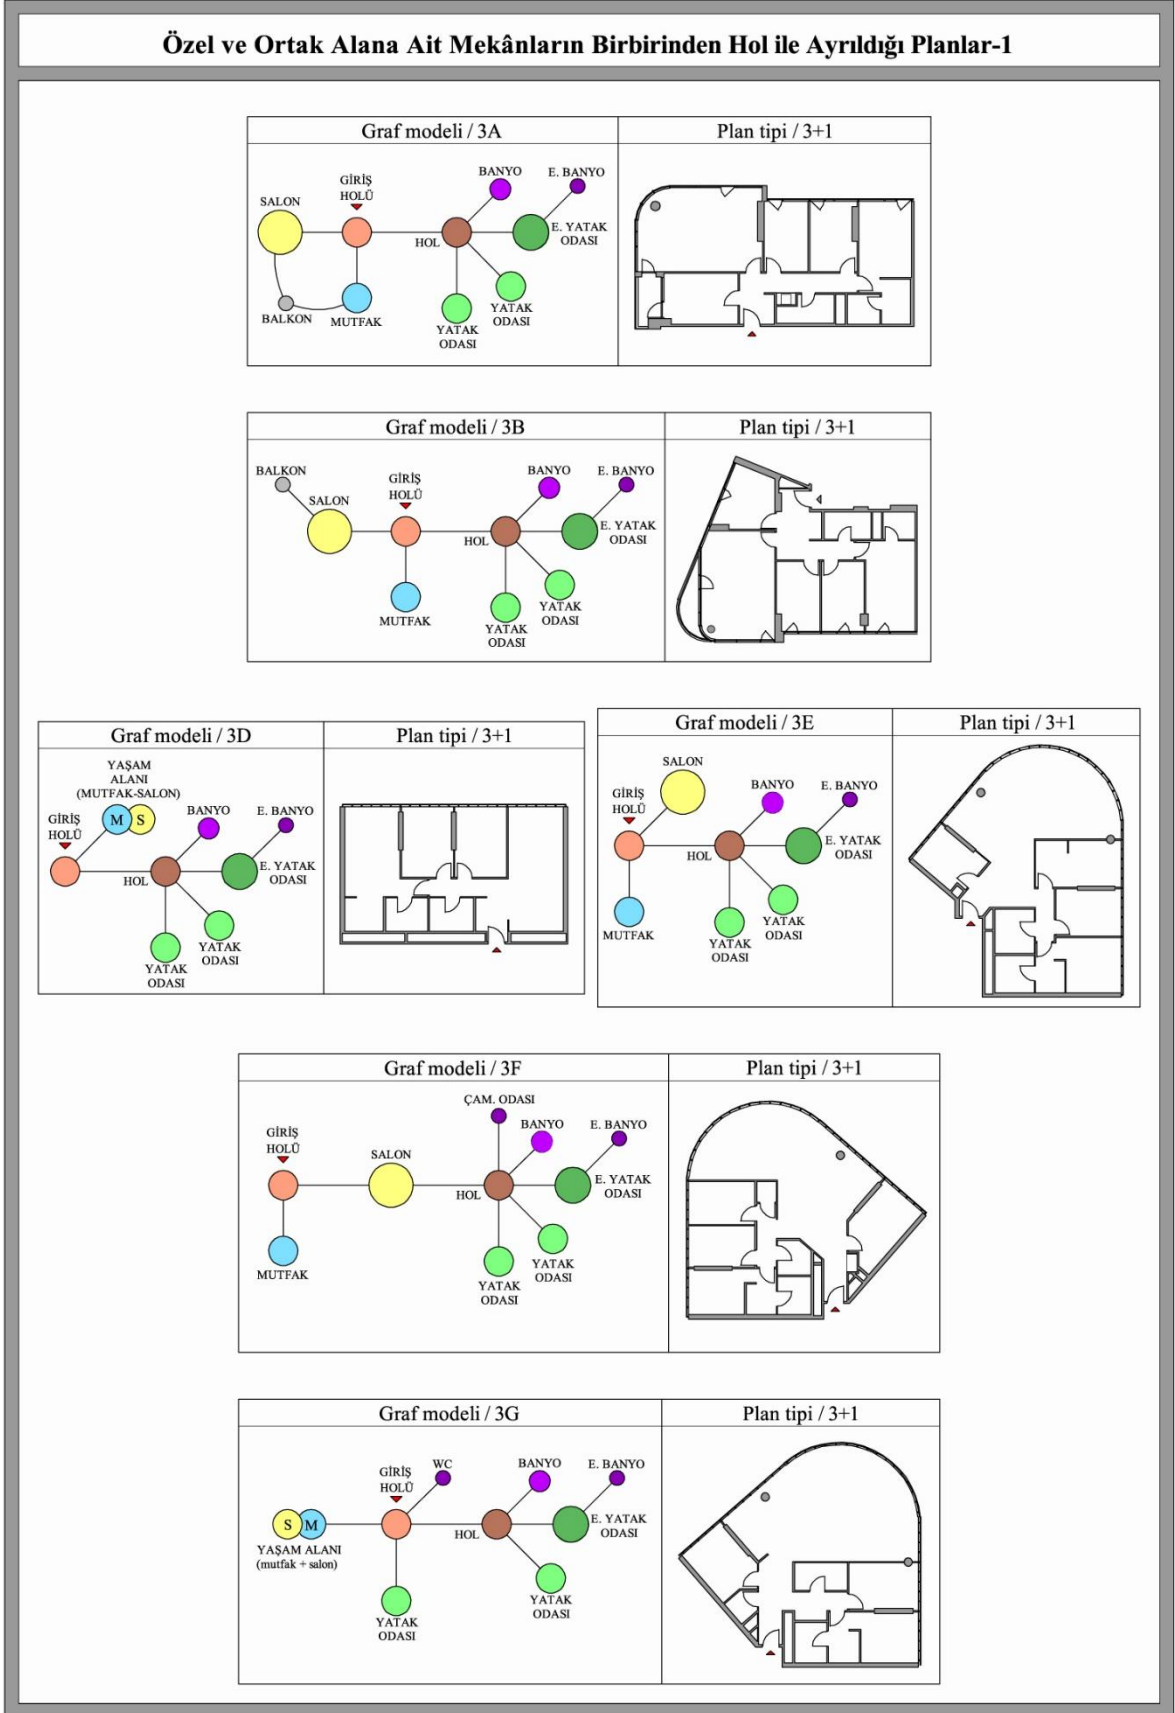 Özel ve Ortak Alana Ait Mekânların Birbirinden Hol ile Ayrıldığı Planlar-1
Graf modeli / 3A
Plan tipi / 3+1
SALON
GİRİŞ
HOLÜ
BANYO
E. BANYO
HOL
E. YATAK
ODASI
BALKON
MUTFAK
YATAK
ODASI
YATAK
ODASI
Graf modeli / 3B
Plan tipi / 3+1
BALKON
SALON
GİRİŞ
HOLÜ
BANYO
E. BANYO
HOL
E. YATAK
ODASI
MUTFAK
YATAK
ODASI
YATAK
ODASI
Graf modeli / 3D
Plan tipi / 3+1
YAŞAM
ALANI
(MUTFAK-SALON)
GİRİŞ
HOLÜ
M S
BANYO
E. BANYO
HOL
E. YATAK
ODASI
YATAK
ODASI
YATAK
ODASI
Graf modeli / 3E
Plan tipi / 3+1
SALON
GİRİŞ
HOLÜ
BANYO
E. BANYO
HOL
E. YATAK
ODASI
MUTFAK
YATAK
ODASI
YATAK
ODASI
Graf modeli / 3F
Plan tipi / 3+1
GİRİŞ
HOLÜ
SALON
ÇAM. ODASI
BANYO
E. BANYO
HOL
E. YATAK
ODASI
MUTFAK
YATAK
ODASI
YATAK
ODASI
Graf modeli / 3G
Plan tipi / 3+1
GİRİŞ
HOLÜ
WC
BANYO
E. BANYO
S M
HOL
E. YATAK
ODASI
YAŞAM ALANI
(mutfak + salon)
YATAK
ODASI
YATAK
ODASI